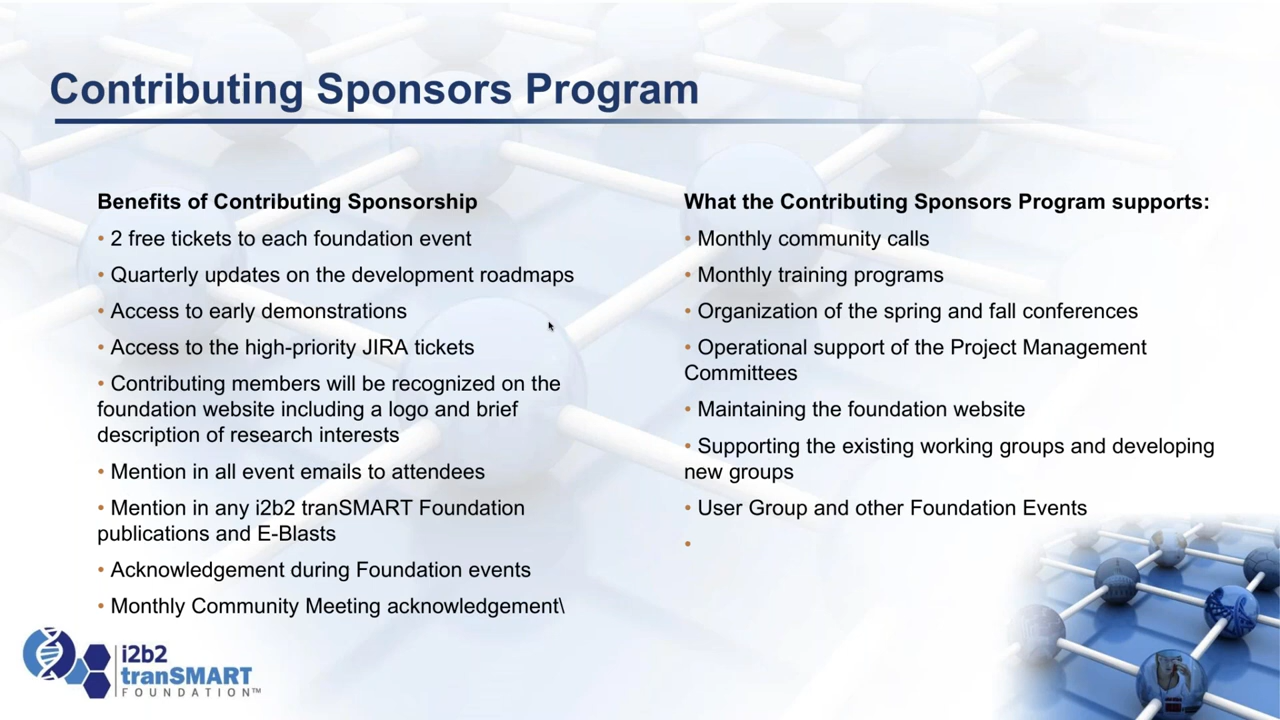 Contributing Sponsors Program
Benefits of Contributing Sponsorship
• 2 free tickets to each foundation event
• Quarterly updates on the development roadmaps
• Access to early demonstrations
• Access to the high-priority JIRA tickets
• Contributing members will be recognized on the
foundation website including a logo and brief
description of research interests
• Mention in all event emails to attendees
• Mention in any i2b2 tranSMART Foundation
publications and E-Blasts
• Acknowledgement during Foundation events
• Monthly Community Meeting acknowledgement\
What the Contributing Sponsors Program supports:
• Monthly community calls
• Monthly training programs
• Organization of the spring and fall conferences
• Operational support of the Project Management
Committees
• Maintaining the foundation website
• Supporting the existing working groups and developing
new groups
• User Group and other Foundation Events
•
i2b2
tranSMART
FOUNDATION™